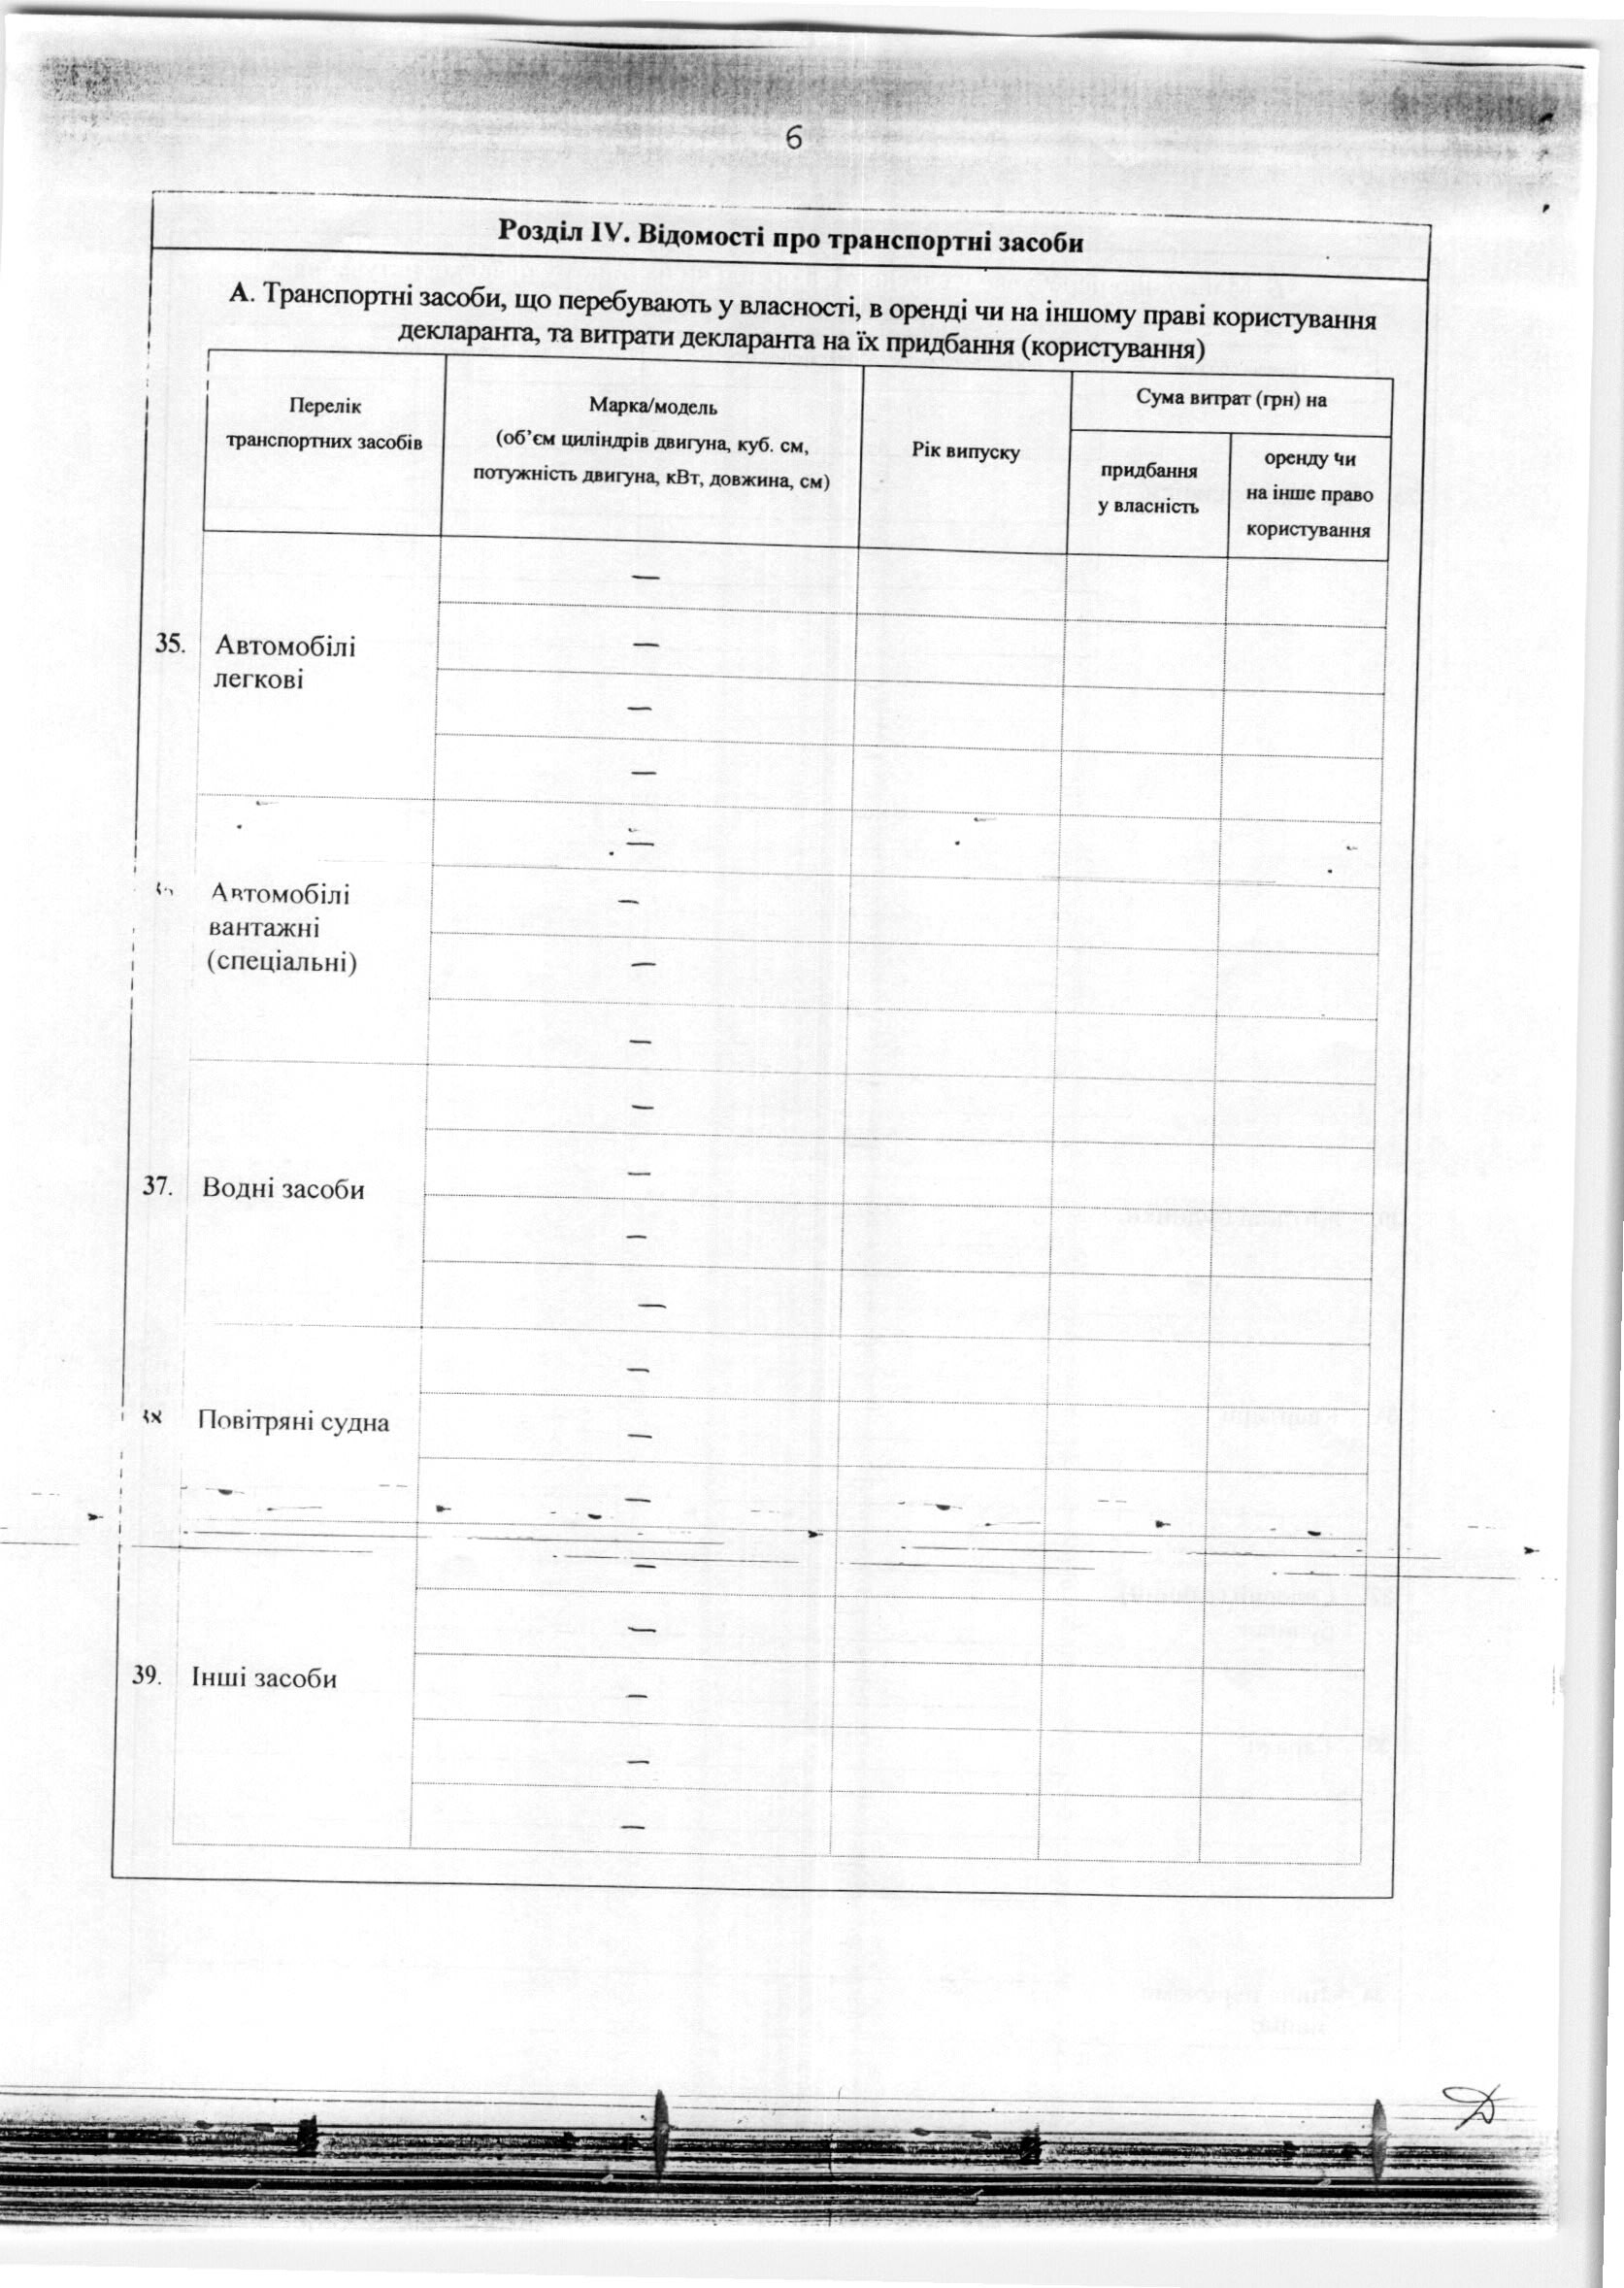 6
Розділ IV. Відомості про транспортні засоби
А. Транспортні засоби, що перебувають у власності, в оренді чи на іншому праві користування
декларанта, та витрати декларанта на їх придбання (користування)
Перелік
транспортних засобів
Марка/модель
(об’єм циліндрів двигуна, куб. см,
потужність двигуна, кВт, довжина, см)
Рік випуску
Сума витрат (грн) на
придбання
у власність
оренду чи
на інше право
користування
—
35. Автомобілі
легкові
—
—
—
—
Автомобілі
вантажні
(спеціальні)
—
—
—
—
37. Водні засоби
—
—
—
—
Повітряні судна
—
—
—
—
39. Інші засоби
—
—
—